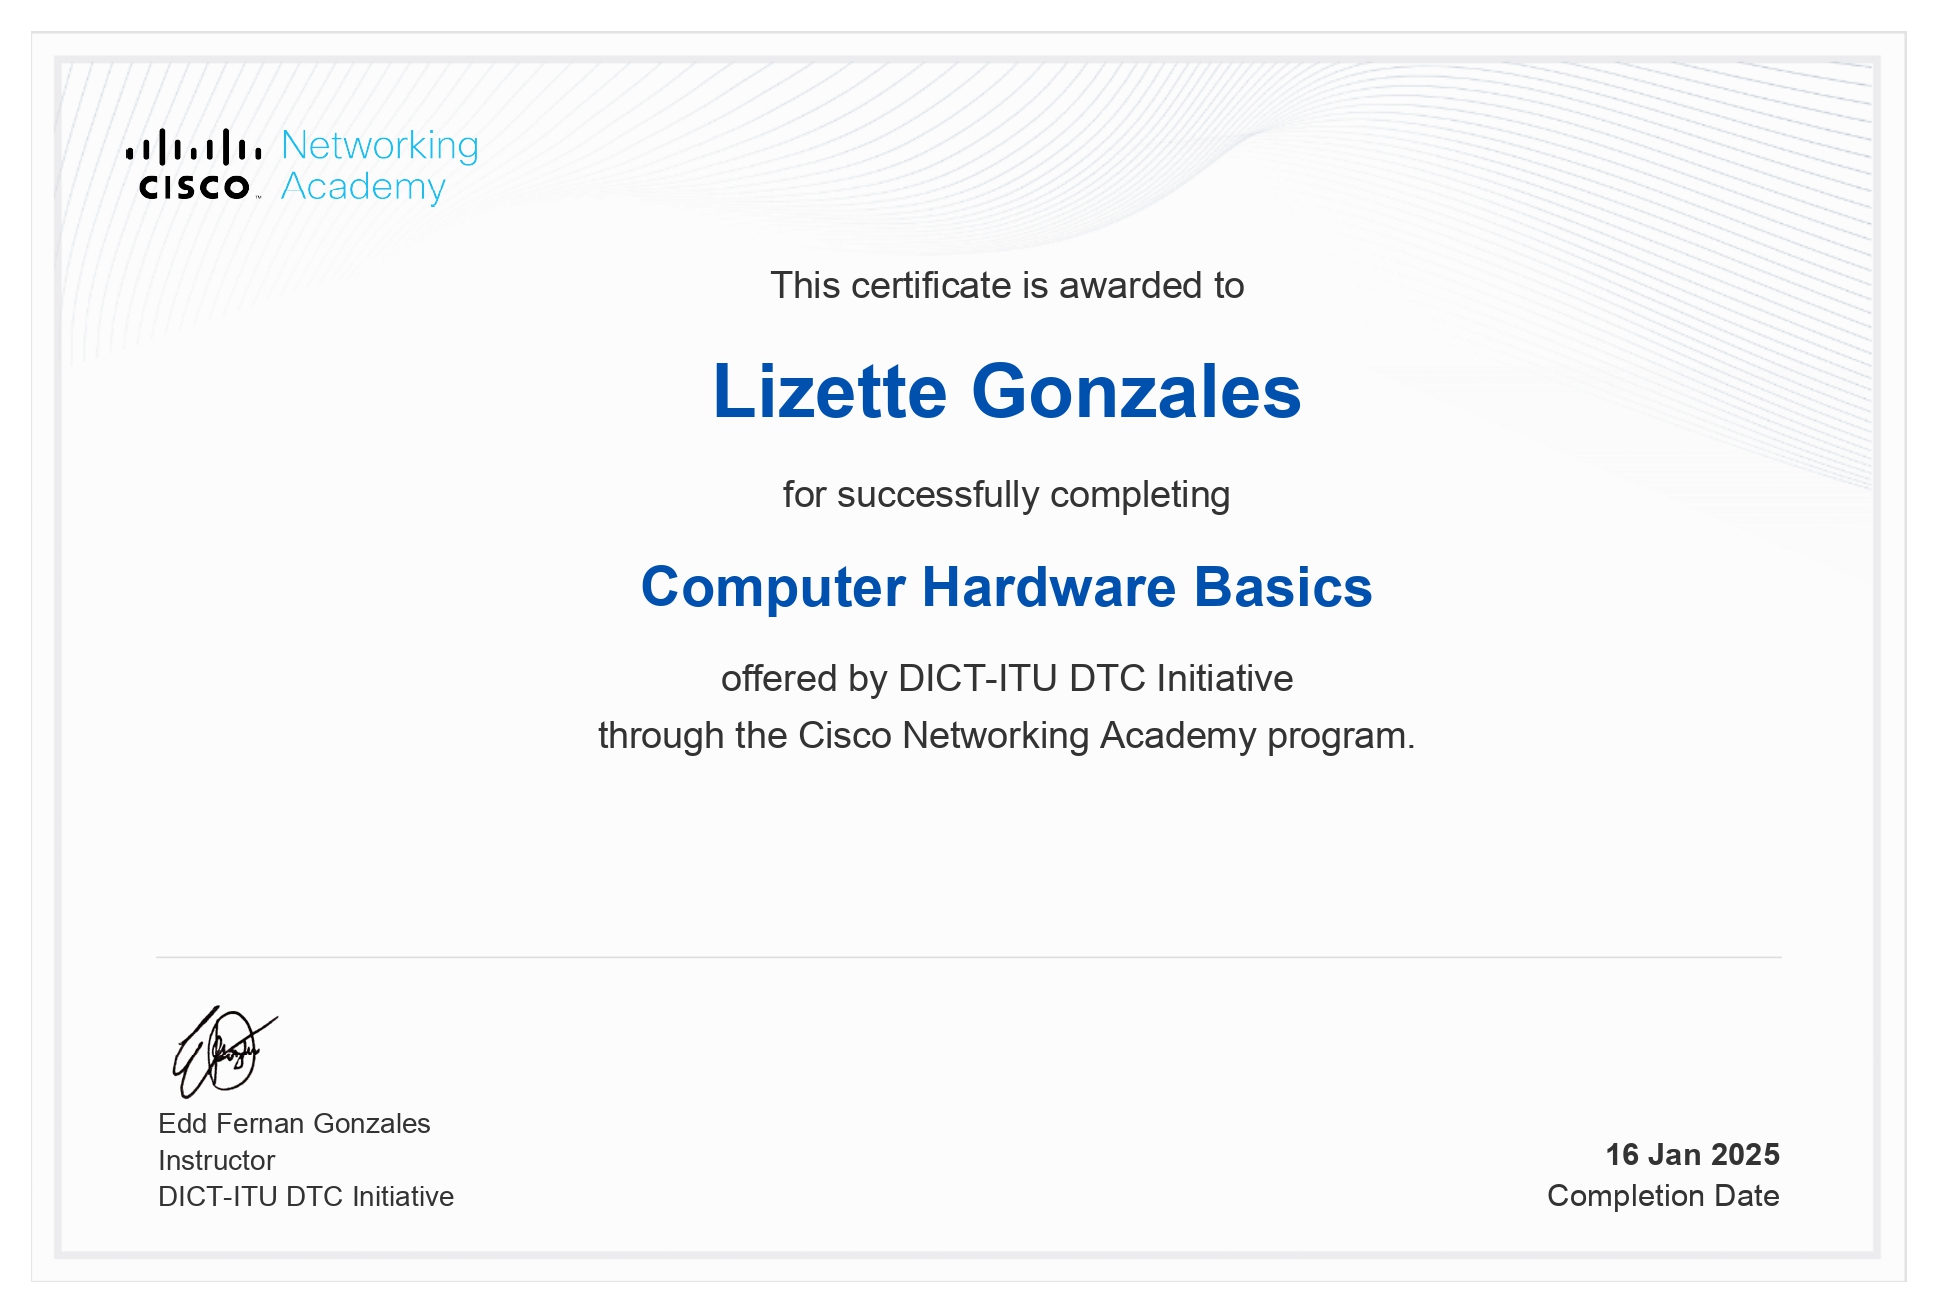 Networking
cisco™ Academy
This certificate is awarded to
Lizette Gonzales
for successfully completing
Computer Hardware Basics
offered by DICT-ITU DTC Initiative
through the Cisco Networking Academy program.
Edd Fernan Gonzales
Instructor
DICT-ITU DTC Initiative
16 Jan 2025
Completion Date